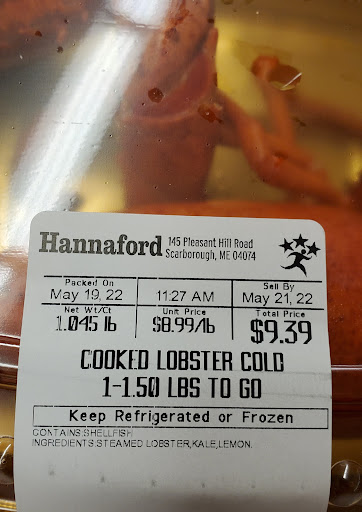 Hannaford 145 Pleasant Hill Road
Scarborough, ME 04074
Packed On Sell By
May 19, 22 11:27 AM May 21, 22
Net Wt/Ct Unit Price Total Price
1.045 lb $8.99/lb $9.39
COOKED LOBSTER COLD
1-1.50 LBS TO GO
Keep Refrigerated or Frozen
CONTAINS:SHELLFISH
INGREDIENTS:STEAMED LOBSTER,KALE,LEMON.